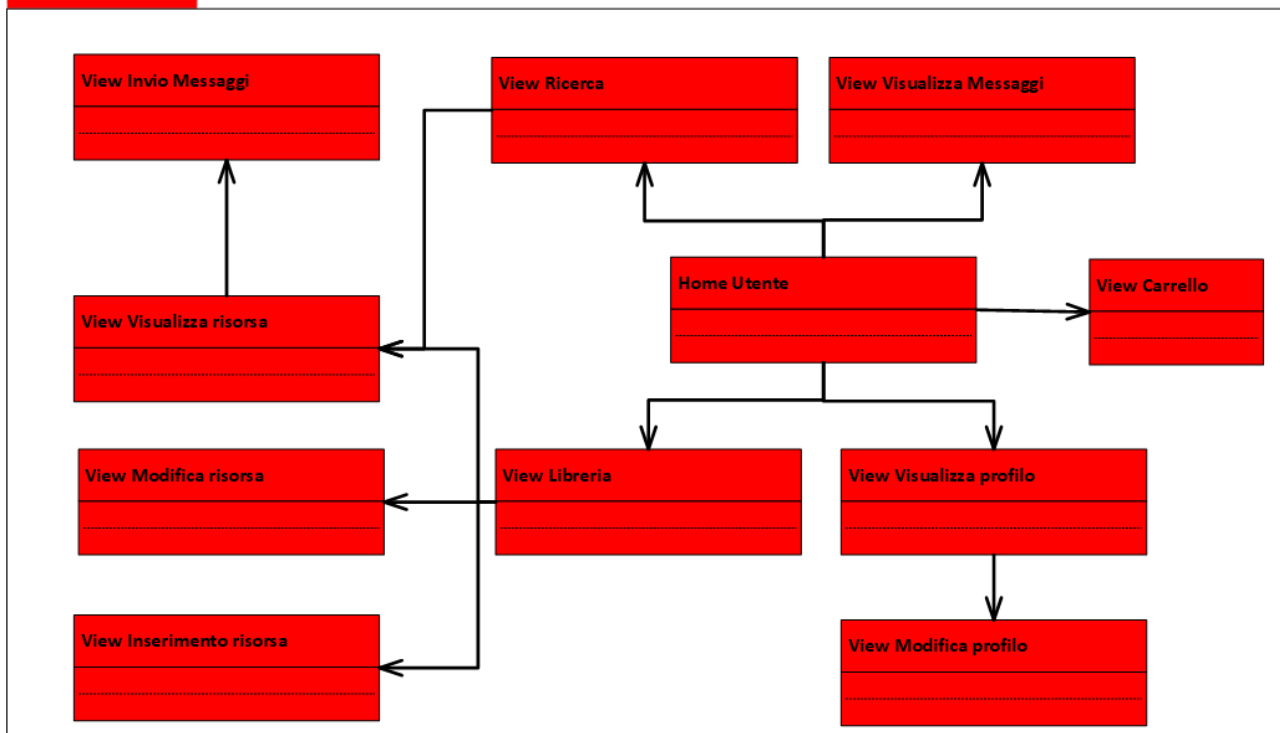 View Invio Messaggi
View Ricerca
View Visualizza Messaggi
Home Utente
View Carrello
View Visualizza risorsa
View Modifica risorsa
View Libreria
View Visualizza profilo
View Inserimento risorsa
View Modifica profilo